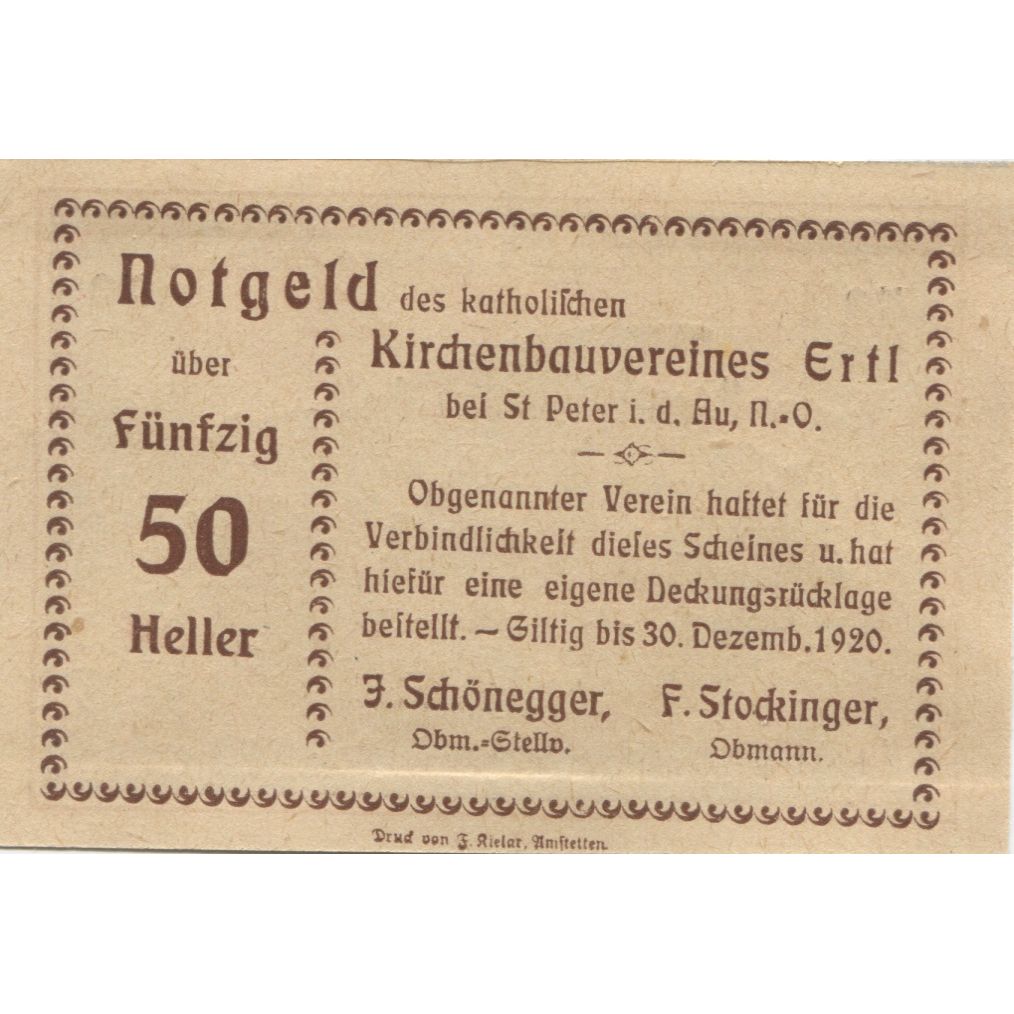 Notgeld des katholiſchen
Kirchenbauvereines Ertl
bei St Peter i. d. Au, N.=O.
über
Fünfzig
50
Heller
Obgenannter Verein haftet für die
Verbindlichkeit dieſes Scheines u. hat
hiefür eine eigene Deckungsrücklage
beſtellt. — Giltig bis 30. Dezemb. 1920.
J. Schönegger, F. Stockinger,
Obm.=Stellv. Obmann.
Druck von J. Kielar, Amſtetten.